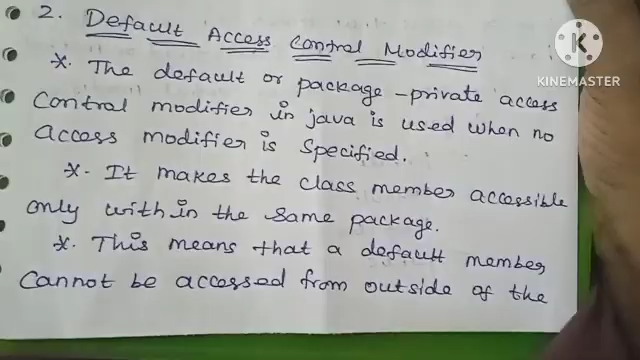 2. Default Access Control Modifier
*. The default or package-private access
control modifier in java is used when no
access modifier is specified.
*. It makes the class member accessible
only within the same package.
*. This means that a default member
cannot be accessed from outside of the
KINEMASTER